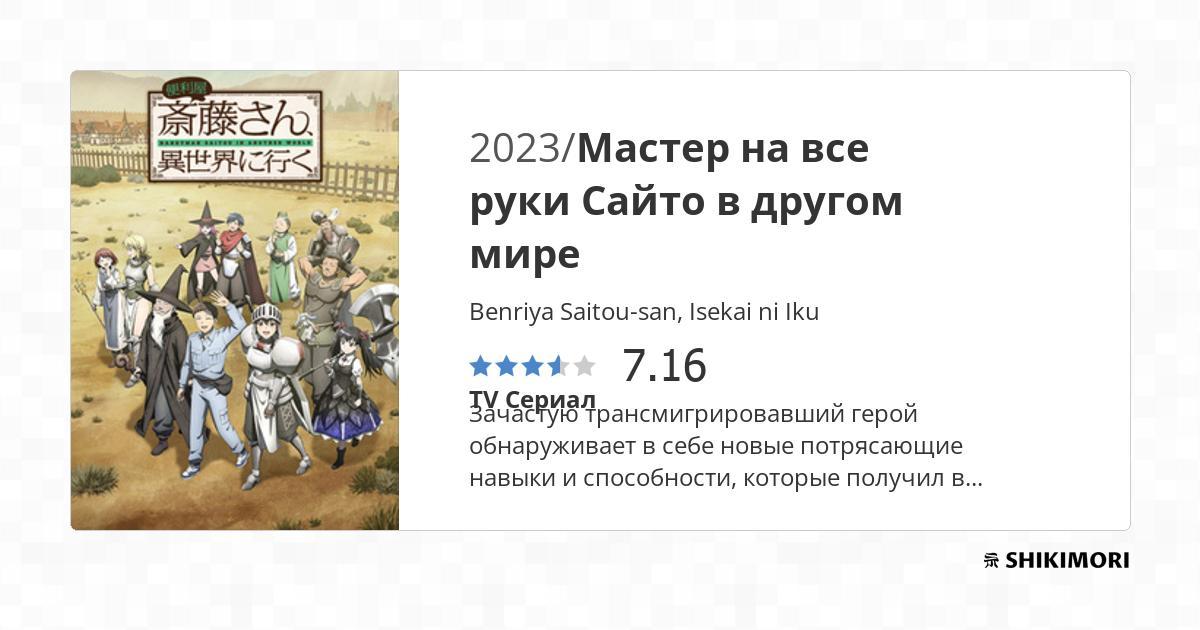 便利屋
斎藤さん、
HANDYMAN SAITOU IN ANOTHER WORLD
異世界に行く
2023/Мастер на все
руки Сайто в другом
мире
Benriya Saitou-san, Isekai ni Iku
7.16
TV Сериал
Зачастую трансмигрировавший герой
обнаруживает в себе новые потрясающие
навыки и способности, которые получил в...
SHIKIMORI